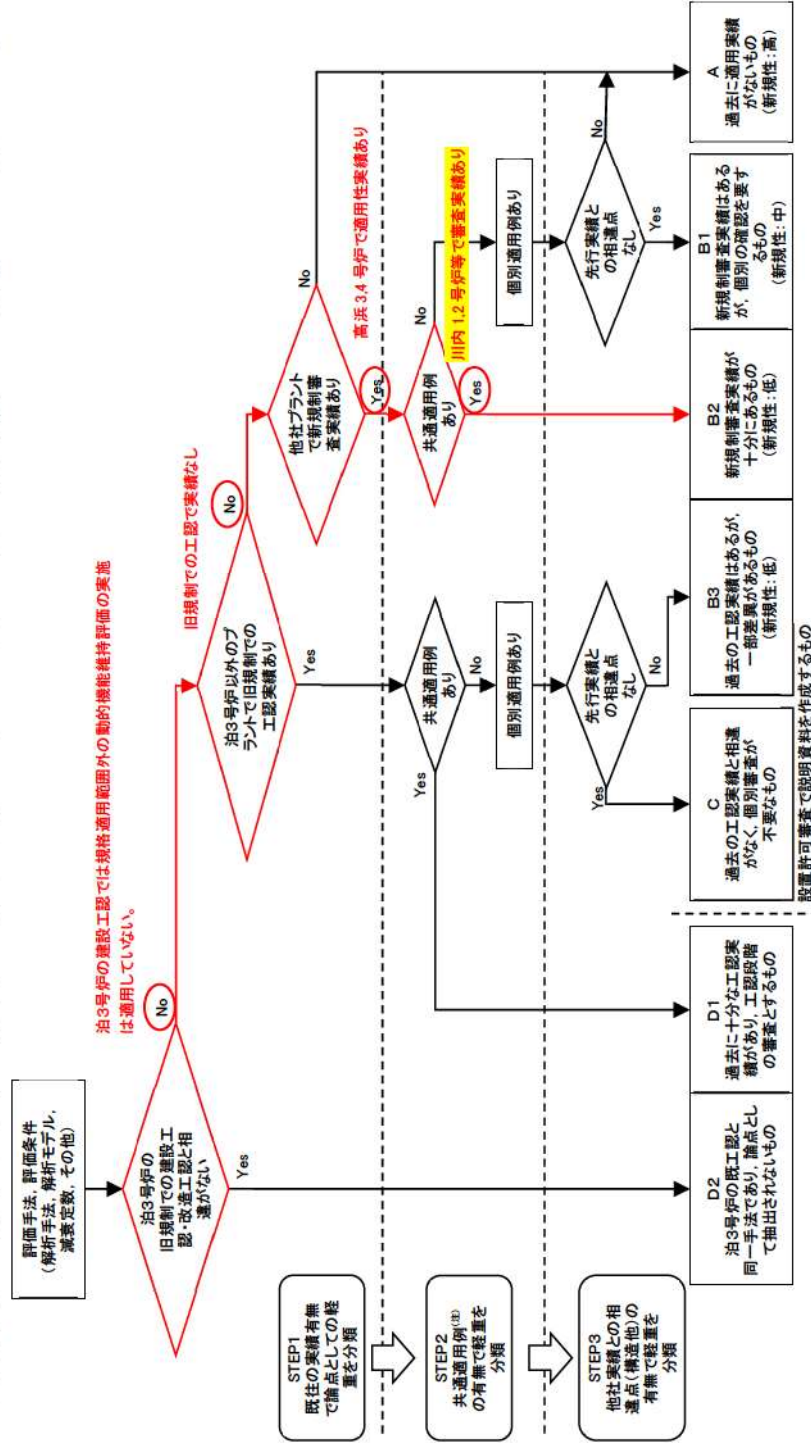 評価手法，評価条件
（解析手法，解析モデル，
減衰定数，その他）
泊3号炉の
旧規制での建設工
認・改造工認と相
違がない
No
Yes
泊3号炉の建設工認では規格適用範囲外の動的機能維持評価の実施
は適用していない。
泊3号炉以外のプ
ラントで旧規制での
工認実績あり
No
Yes
旧規制での工認で実績なし
他社プラント
で新規制審
査実績あり
No
Yes
高浜 3,4 号炉で適用性実績あり
STEP1
既往の実績有無
で論点としての軽
重を分類
STEP2
共通適用例(注)
の有無で軽重を
分類
STEP3
他社実績との相
違点（構造他）の
有無で軽重を
分類
共通適用例
あり
Yes
No
個別適用例あり
先行実績と
の相違点
なし
Yes
No
共通適用例
あり
Yes
No
川内 1,2 号炉等で審査実績あり
個別適用例あり
先行実績と
の相違点
なし
No
Yes
D2
泊3号炉の既工認と
同一手法であり，論点とし
て抽出されないもの
D1
過去に十分な工認実
績があり，工認段階
の審査とするもの
C
過去の工認実績と相違
がなく，個別審査が
不要なもの
B3
過去の工認実績はあるが，
一部差異があるもの
（新規性：低）
B2
新規制審査実績が
十分にあるもの
（新規性：低）
B1
新規制審査実績はある
が，個別の確認を要す
るもの
（新規性：中）
A
過去に適用実績
がないもの
（新規性：高）
設置許可審査で説明資料を作成するもの